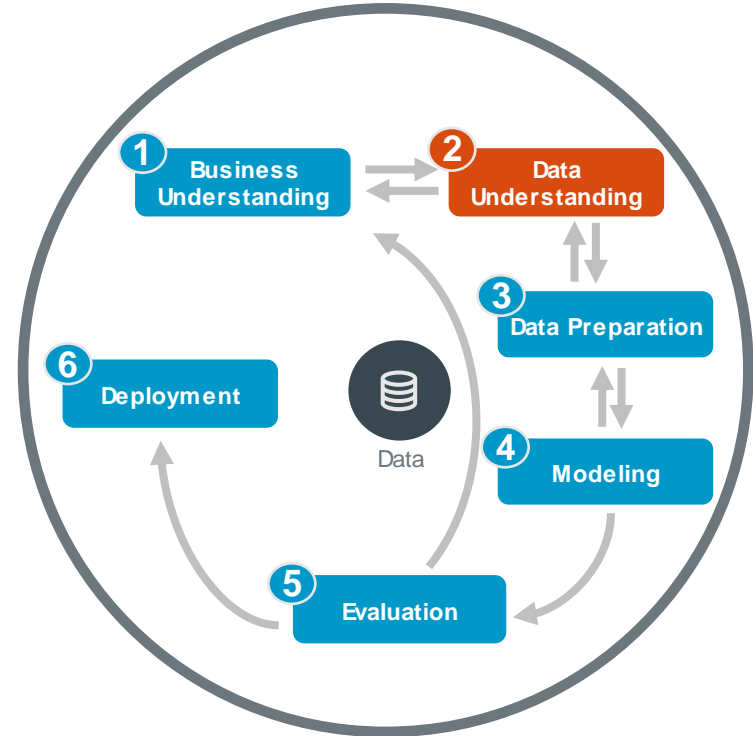 1
Business
Understanding
2
Data
Understanding
3
Data Preparation
6
Deployment
Data
4
Modeling
5
Evaluation